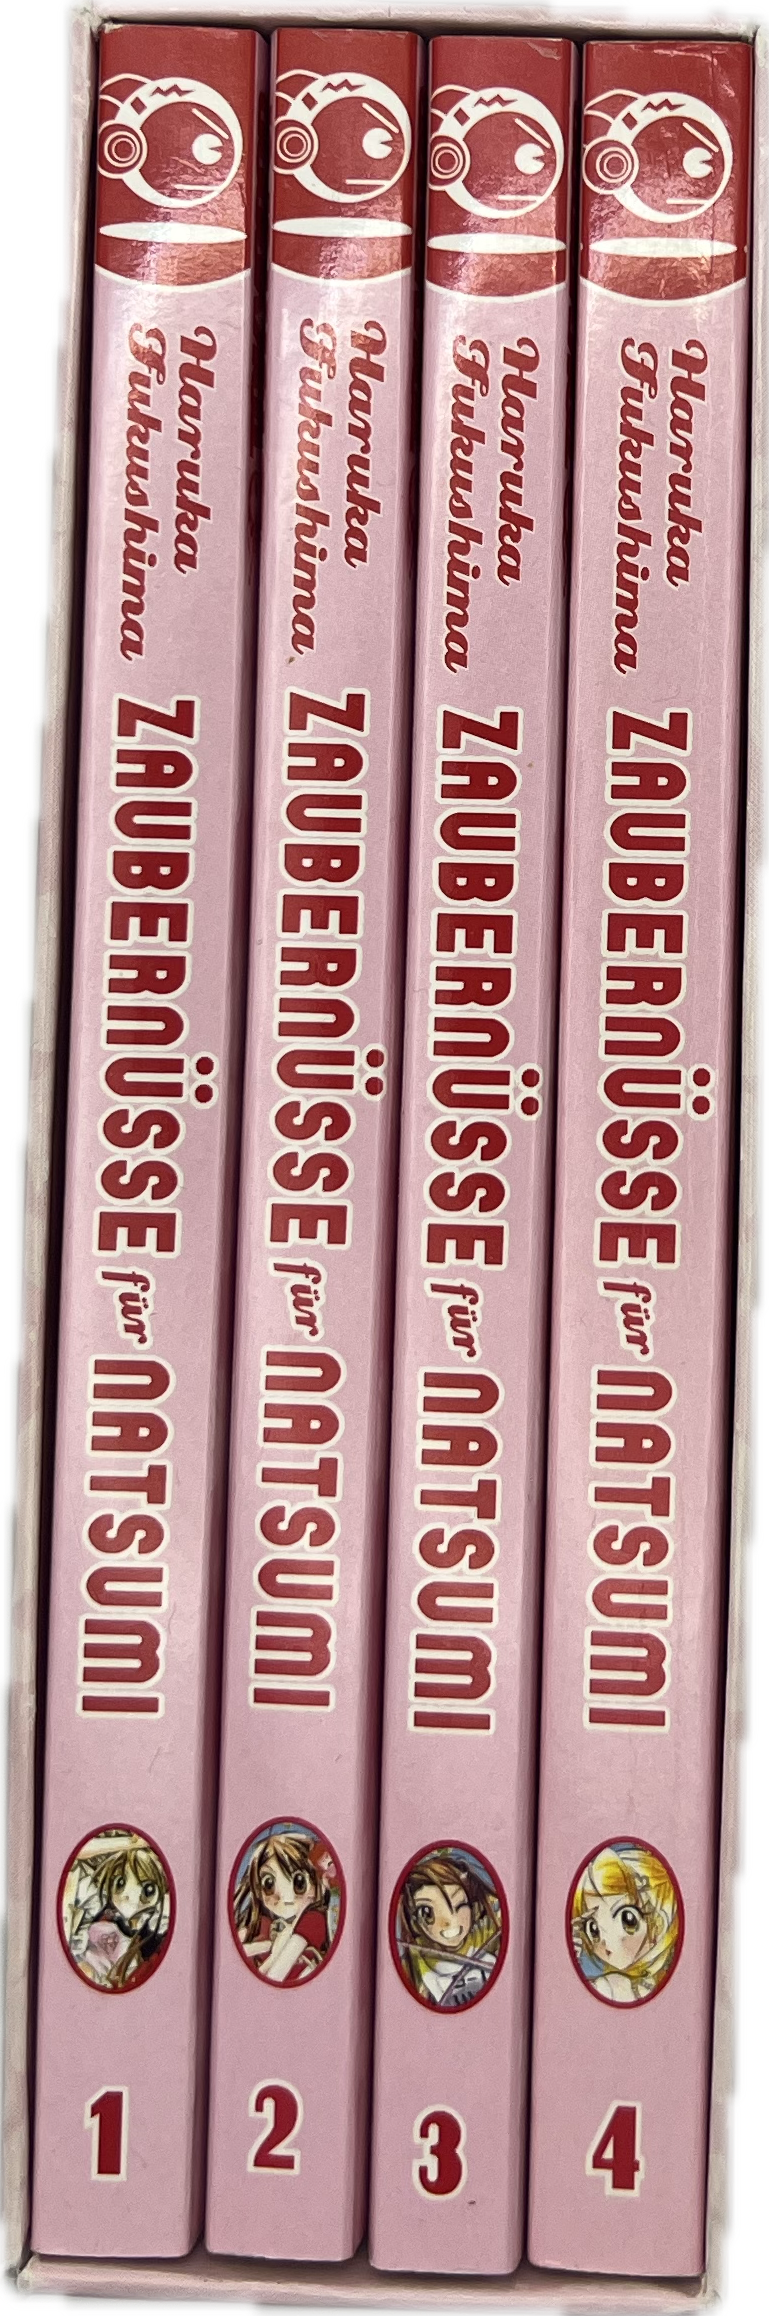 Haruka
Fukushima
ZAUBERNÜSSE für NATSUMI
1
Haruka
Fukushima
ZAUBERNÜSSE für NATSUMI
2
Haruka
Fukushima
ZAUBERNÜSSE für NATSUMI
3
Haruka
Fukushima
ZAUBERNÜSSE für NATSUMI
4